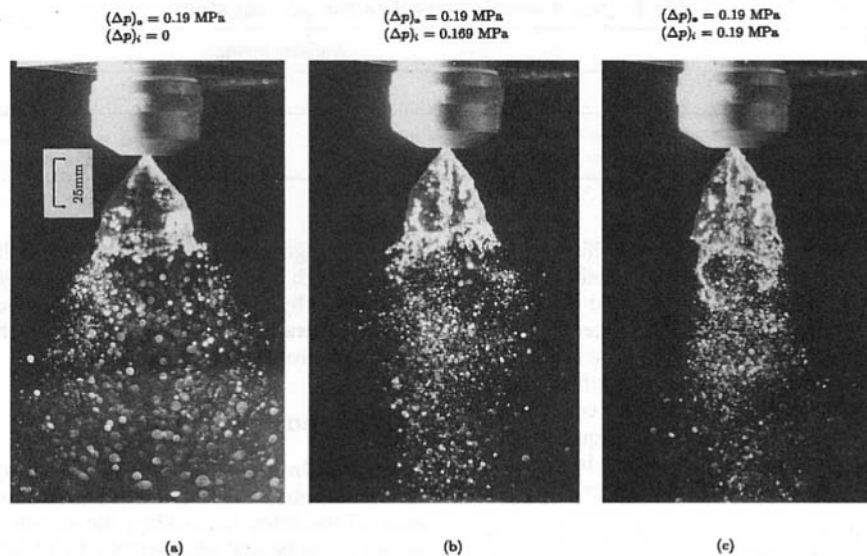 (Δp)ₒ = 0.19 MPa
(Δp)ᵢ = 0
(Δp)ₒ = 0.19 MPa
(Δp)ᵢ = 0.169 MPa
(Δp)ₒ = 0.19 MPa
(Δp)ᵢ = 0.19 MPa
25mm
(a)
(b)
(c)